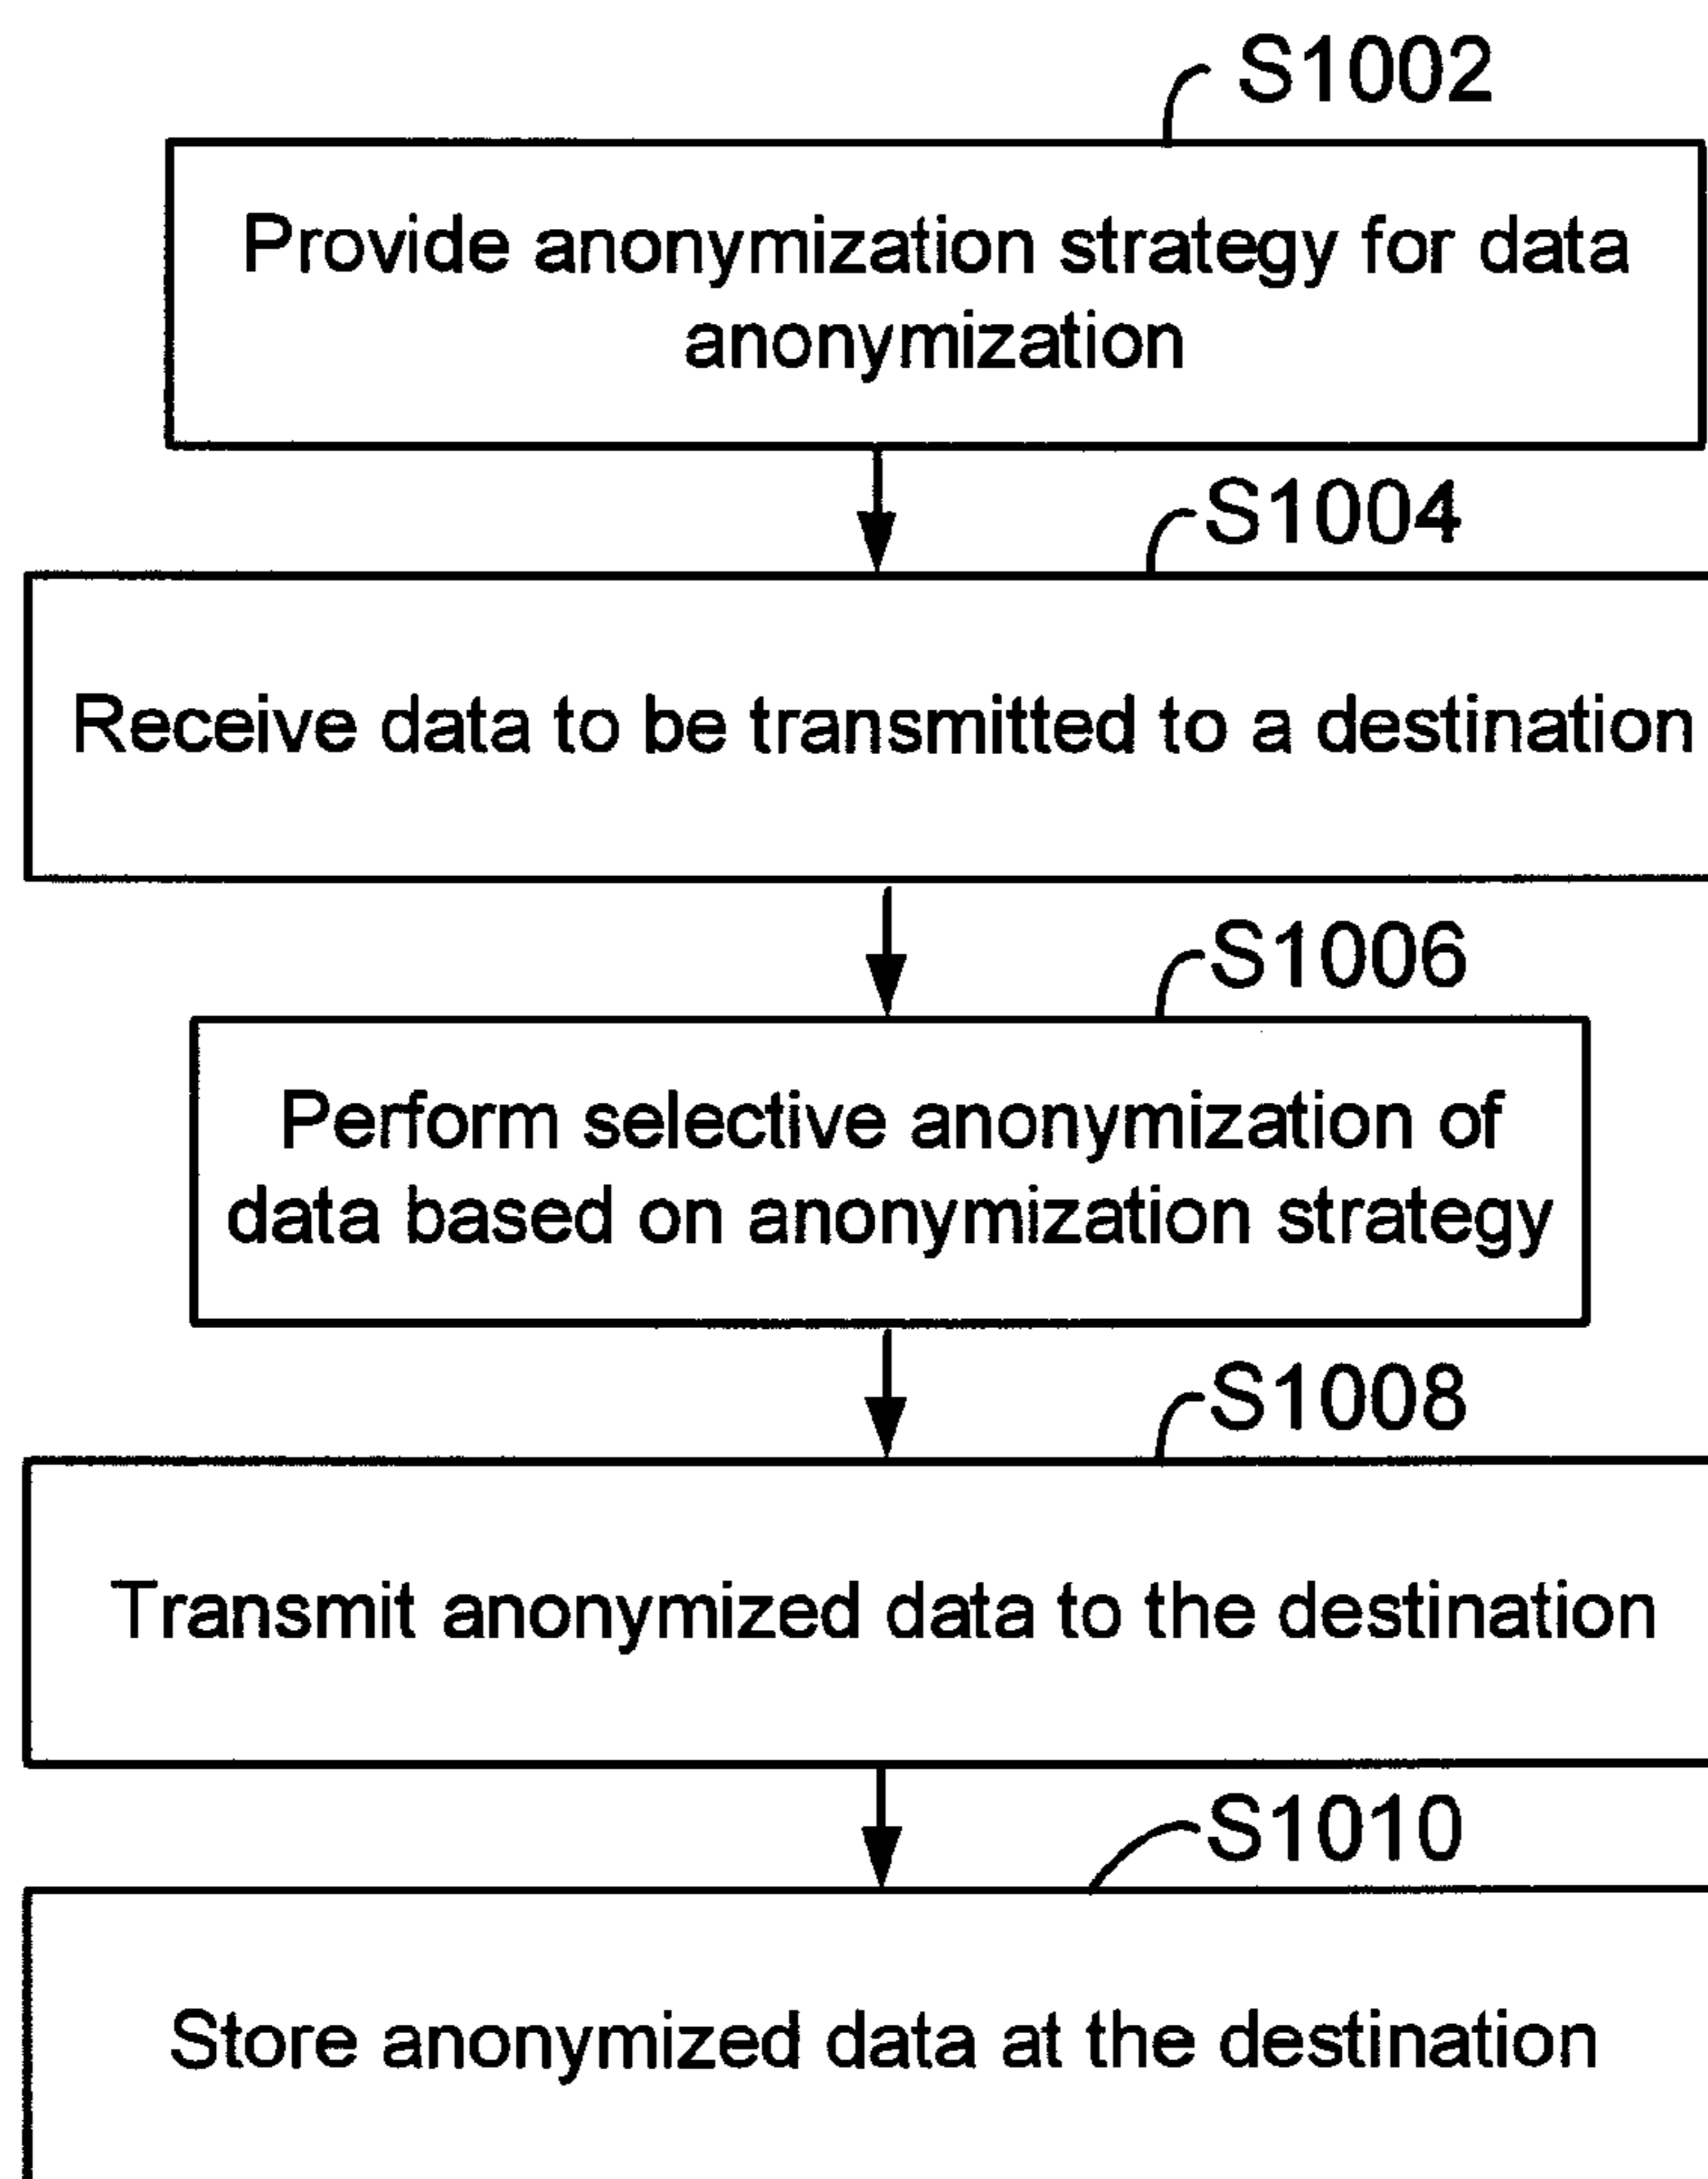 S1002
Provide anonymization strategy for data
anonymization
S1004
Receive data to be transmitted to a destination
S1006
Perform selective anonymization of
data based on anonymization strategy
S1008
Transmit anonymized data to the destination
S1010
Store anonymized data at the destination